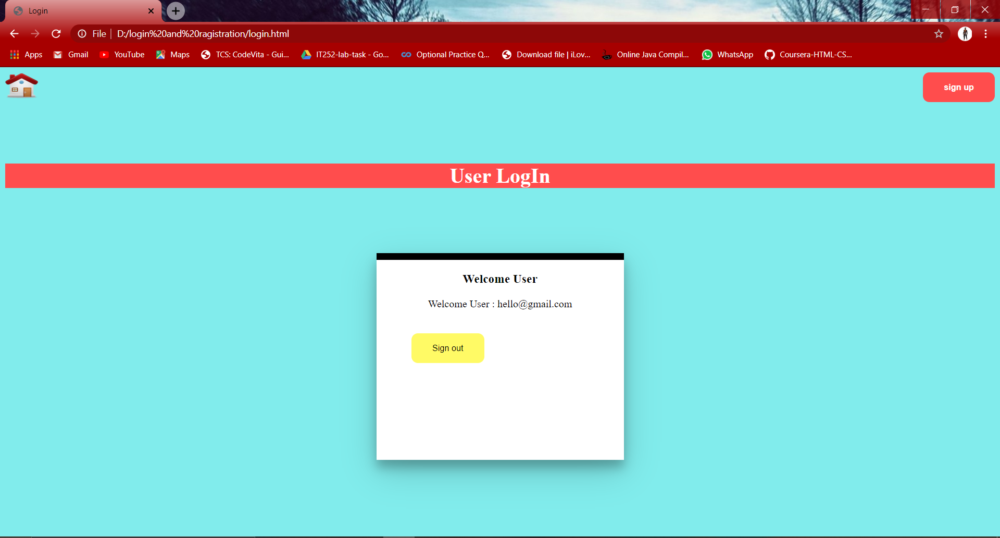 Login
File | D:/login%20and%20ragistration/login.html
Apps Gmail YouTube Maps TCS: CodeVita - Gui... IT252-lab-task - Go... Optional Practice Q... Download file | iLov... Online Java Compil... WhatsApp Coursera-HTML-CS...
sign up
User LogIn
Welcome User
Welcome User : hello@gmail.com
Sign out